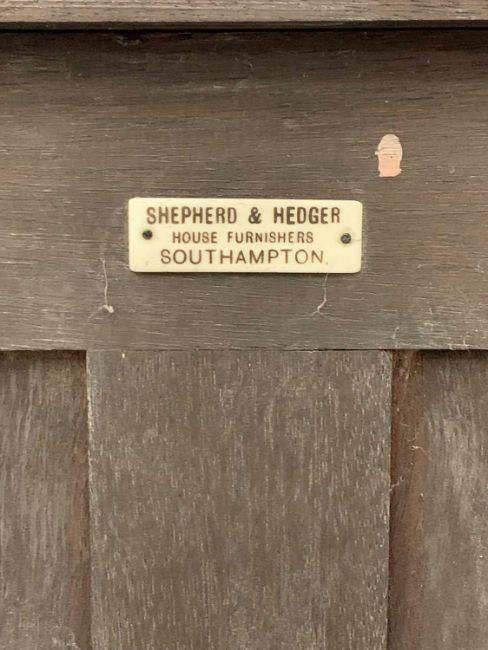 SHEPHERD & HEDGER
HOUSE FURNISHERS
SOUTHAMPTON.